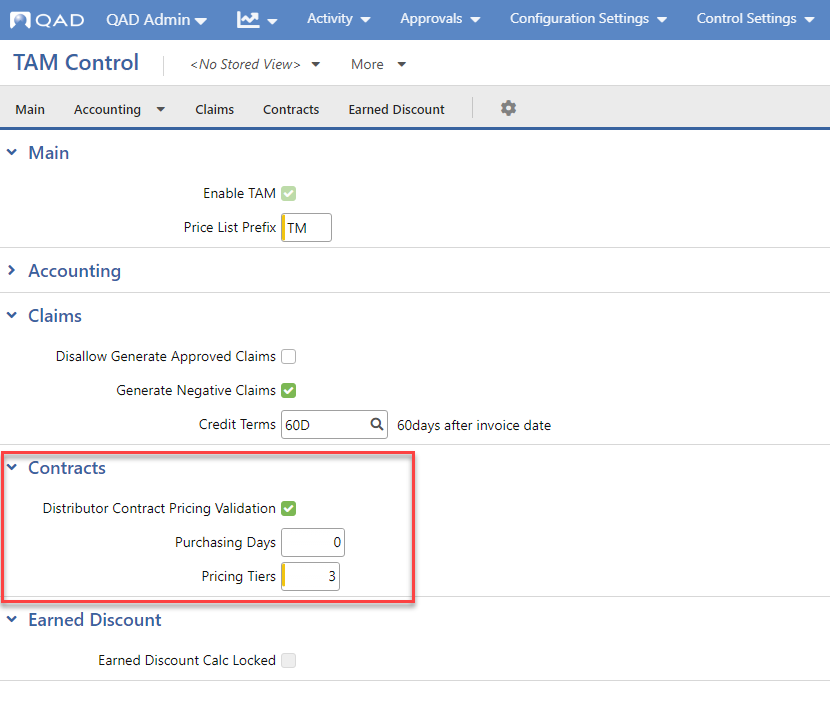 QAD QAD Admin Activity Approvals Configuration Settings Control Settings
TAM Control <No Stored View> More
Main Accounting Claims Contracts Earned Discount
Main
Enable TAM
Price List Prefix TM
Accounting
Claims
Disallow Generate Approved Claims
Generate Negative Claims
Credit Terms 60D 60days after invoice date
Contracts
Distributor Contract Pricing Validation
Purchasing Days 0
Pricing Tiers 3
Earned Discount
Earned Discount Calc Locked